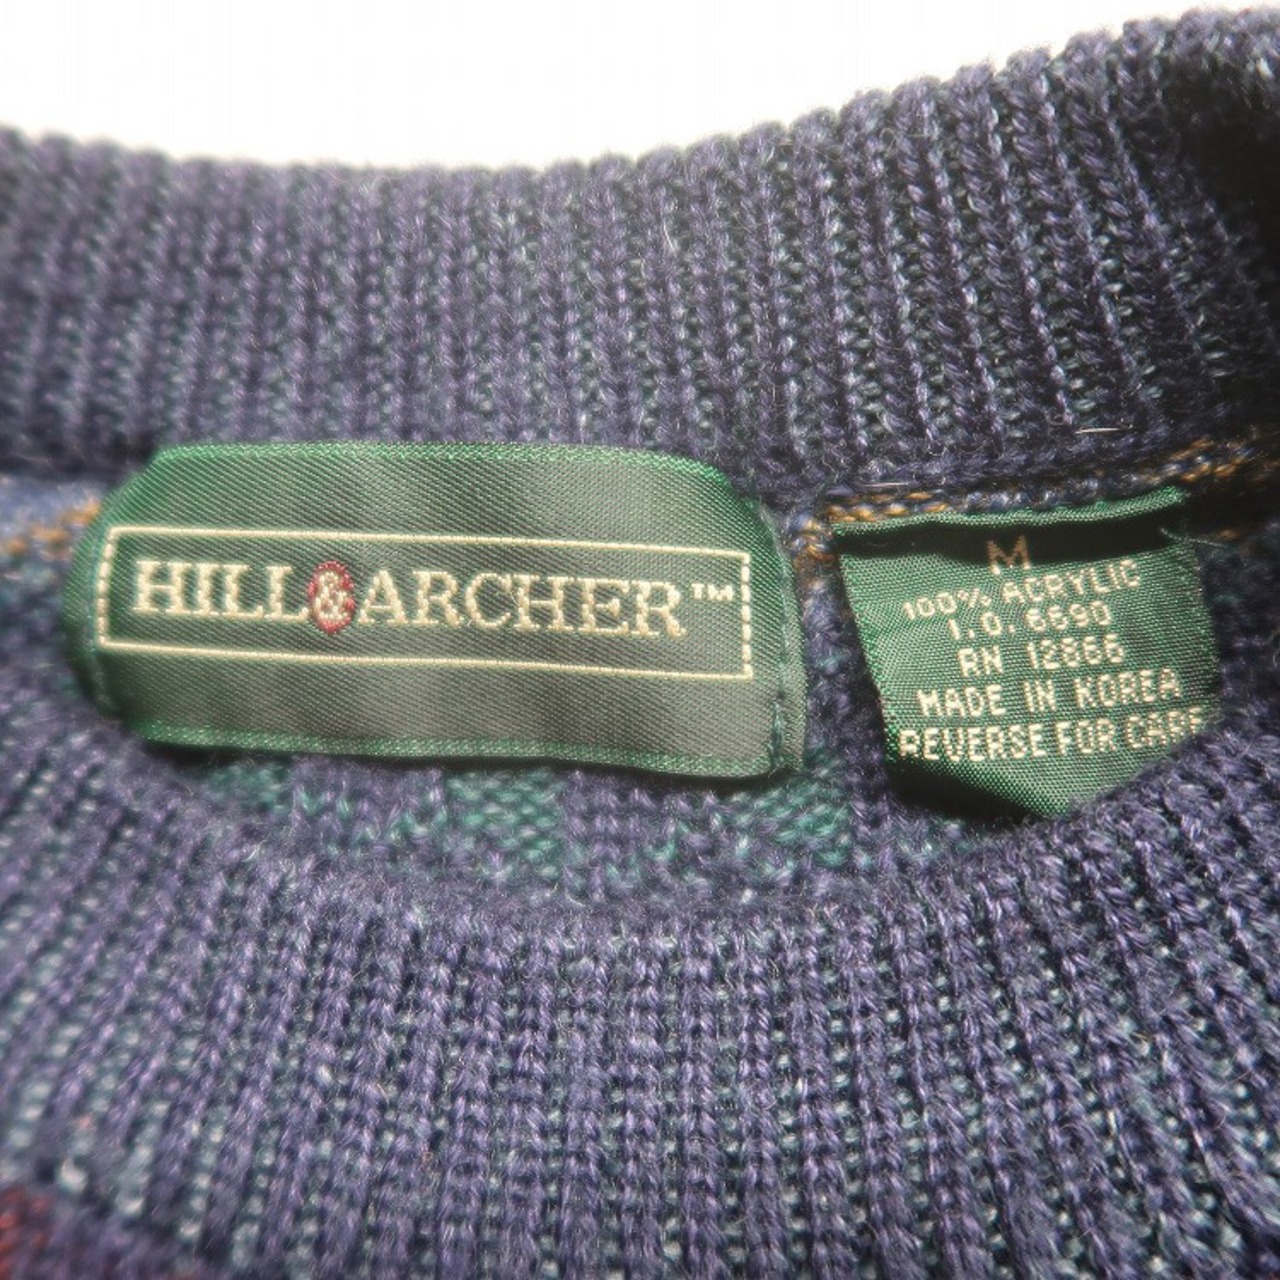 HILL&ARCHER™
M
100% ACRYLIC
I.O. 6690
RN 12866
MADE IN KOREA
REVERSE FOR CARE